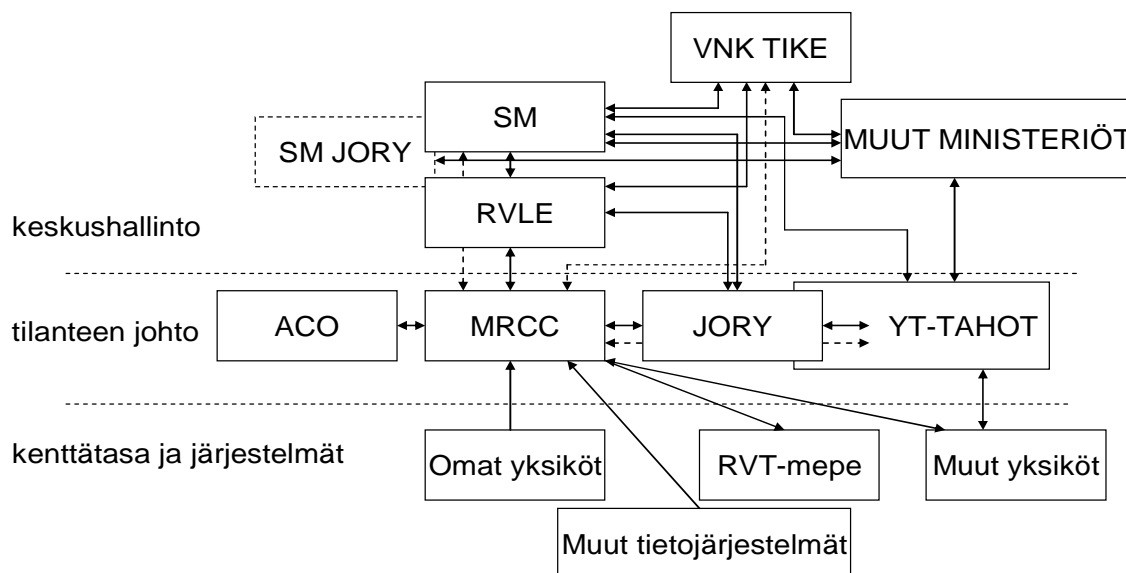 VNK TIKE
SM
MUUT MINISTERIÖT
SM JORY
RVLE
keskushallinto
ACO
MRCC
JORY
YT-TAHOT
tilanteen johto
kenttätasa ja järjestelmät
Omat yksiköt
RVT-mepe
Muut yksiköt
Muut tietojärjestelmät